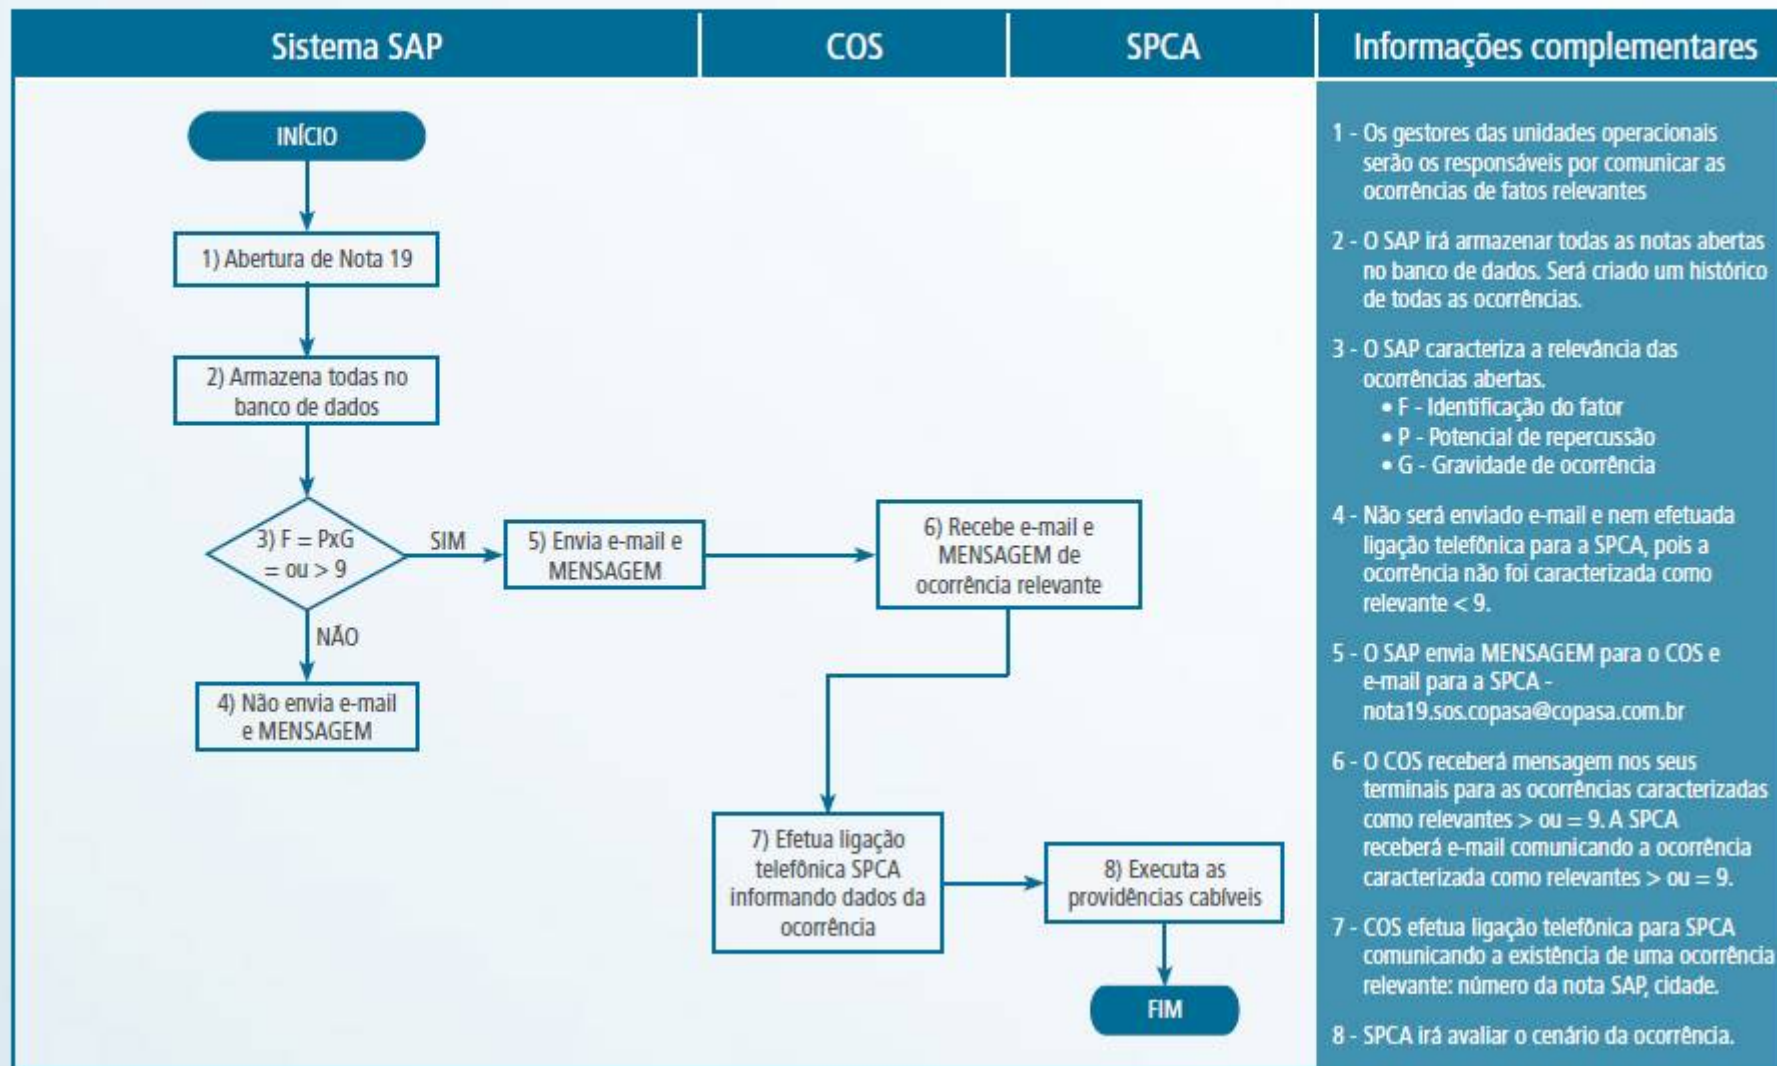 Sistema SAP
COS
SPCA
Informações complementares
INÍCIO
1) Abertura de Nota 19
2) Armazena todas no
banco de dados
3) F = PxG
= ou > 9
SIM
NÃO
4) Não envia e-mail
e MENSAGEM
5) Envia e-mail e
MENSAGEM
6) Recebe e-mail e
MENSAGEM de
ocorrência relevante
7) Efetua ligação
telefônica SPCA
informando dados da
ocorrência
8) Executa as
providências cabíveis
FIM
1 - Os gestores das unidades operacionais
serão os responsáveis por comunicar as
ocorrências de fatos relevantes
2 - O SAP irá armazenar todas as notas abertas
no banco de dados. Será criado um histórico
de todas as ocorrências.
3 - O SAP caracteriza a relevância das
ocorrências abertas.
• F - Identificação do fator
• P - Potencial de repercussão
• G - Gravidade de ocorrência
4 - Não será enviado e-mail e nem efetuada
ligação telefônica para a SPCA, pois a
ocorrência não foi caracterizada como
relevante < 9.
5 - O SAP envia MENSAGEM para o COS e
e-mail para a SPCA -
nota19.sos.copasa@copasa.com.br
6 - O COS receberá mensagem nos seus
terminais para as ocorrências caracterizadas
como relevantes > ou = 9. A SPCA
receberá e-mail comunicando a ocorrência
caracterizada como relevantes > ou = 9.
7 - COS efetua ligação telefônica para SPCA
comunicando a existência de uma ocorrência
relevante: número da nota SAP, cidade.
8 - SPCA irá avaliar o cenário da ocorrência.